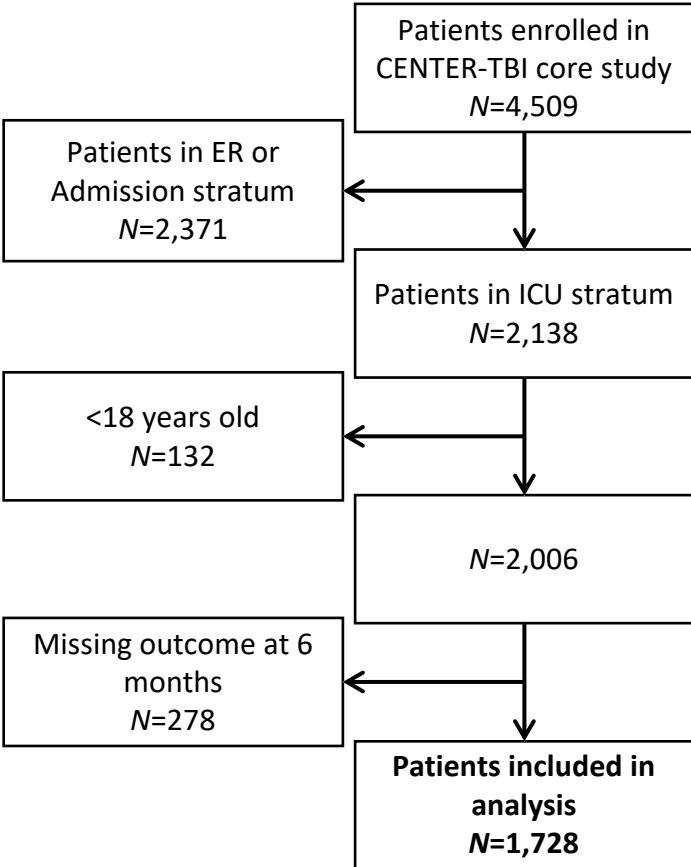 Patients enrolled in
CENTER-TBI core study
N=4,509
Patients in ER or
Admission stratum
N=2,371
Patients in ICU stratum
N=2,138
<18 years old
N=132
N=2,006
Missing outcome at 6
months
N=278
Patients included in
analysis
N=1,728